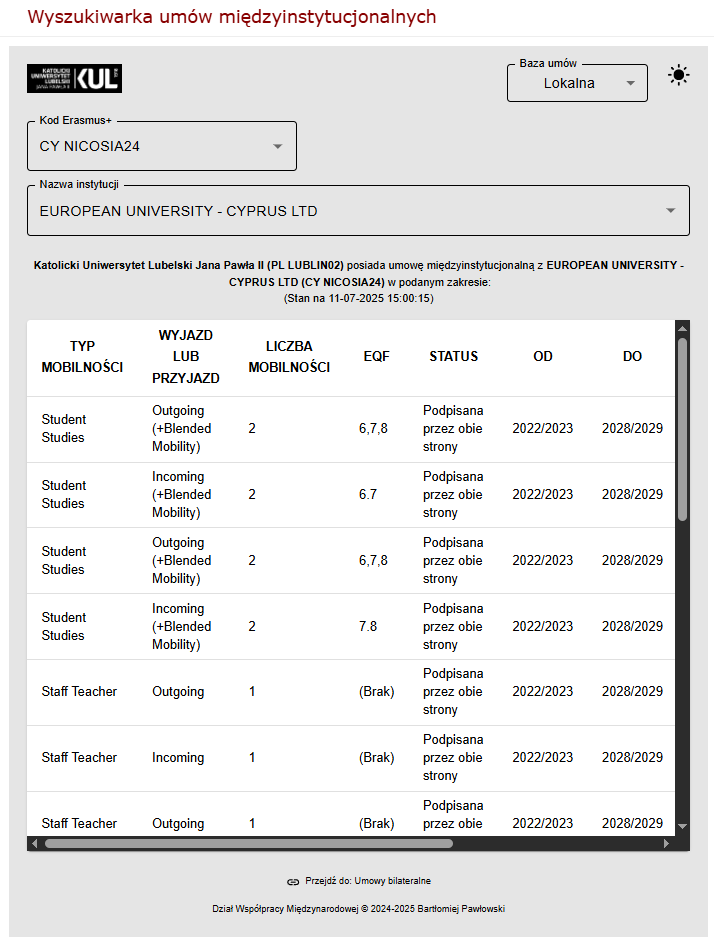 Wyszukiwarka umów międzyinstytucjonalnych
KATOLICKI
UNIWERSYTET
LUBELSKI
JANA PAWŁA II
KUL
Baza umów
Lokalna
Kod Erasmus+
CY NICOSIA24
Nazwa instytucji
EUROPEAN UNIVERSITY - CYPRUS LTD
Katolicki Uniwersytet Lubelski Jana Pawła II (PL LUBLIN02) posiada umowę międzyinstytucjonalną z EUROPEAN UNIVERSITY -
CYPRUS LTD (CY NICOSIA24) w podanym zakresie:
(Stan na 11-07-2025 15:00:15)
TYP MOBILNOŚCI WYJAZD LUB PRZYJAZD LICZBA MOBILNOŚCI EQF STATUS OD DO
Student Studies Outgoing (+Blended Mobility) 2 6,7,8 Podpisana przez obie strony 2022/2023 2028/2029
Student Studies Incoming (+Blended Mobility) 2 6.7 Podpisana przez obie strony 2022/2023 2028/2029
Student Studies Outgoing (+Blended Mobility) 2 6,7,8 Podpisana przez obie strony 2022/2023 2028/2029
Student Studies Incoming (+Blended Mobility) 2 7.8 Podpisana przez obie strony 2022/2023 2028/2029
Staff Teacher Outgoing 1 (Brak) Podpisana przez obie strony 2022/2023 2028/2029
Staff Teacher Incoming 1 (Brak) Podpisana przez obie strony 2022/2023 2028/2029
Staff Teacher Outgoing 1 (Brak) Podpisana przez obie 2022/2023 2028/2029
Przejdź do: Umowy bilateralne
Dział Współpracy Międzynarodowej © 2024-2025 Bartłomiej Pawłowski